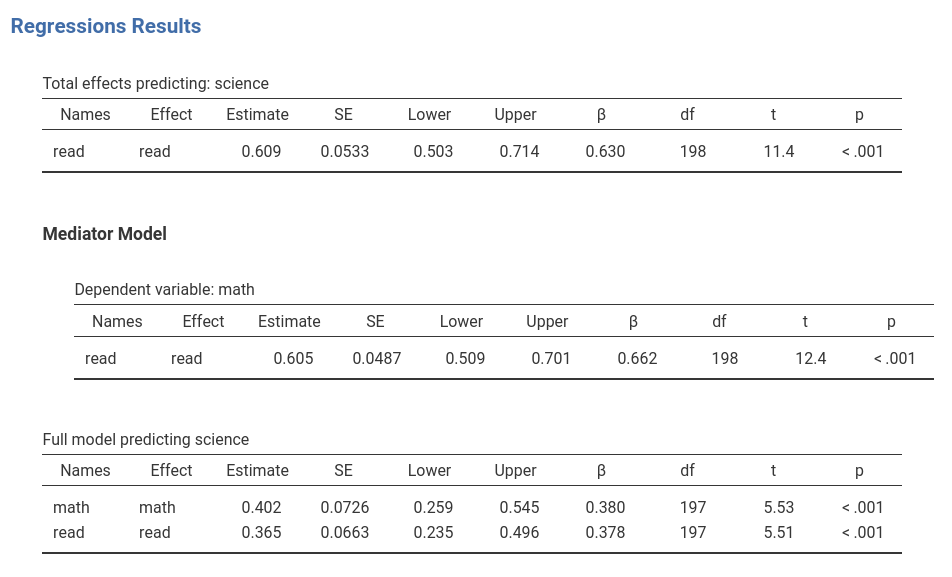 Regressions Results
Total effects predicting: science
Names Effect Estimate SE Lower Upper β df t p
read read 0.609 0.0533 0.503 0.714 0.630 198 11.4 < .001
Mediator Model
Dependent variable: math
Names Effect Estimate SE Lower Upper β df t p
read read 0.605 0.0487 0.509 0.701 0.662 198 12.4 < .001
Full model predicting science
Names Effect Estimate SE Lower Upper β df t p
math math 0.402 0.0726 0.259 0.545 0.380 197 5.53 < .001
read read 0.365 0.0663 0.235 0.496 0.378 197 5.51 < .001